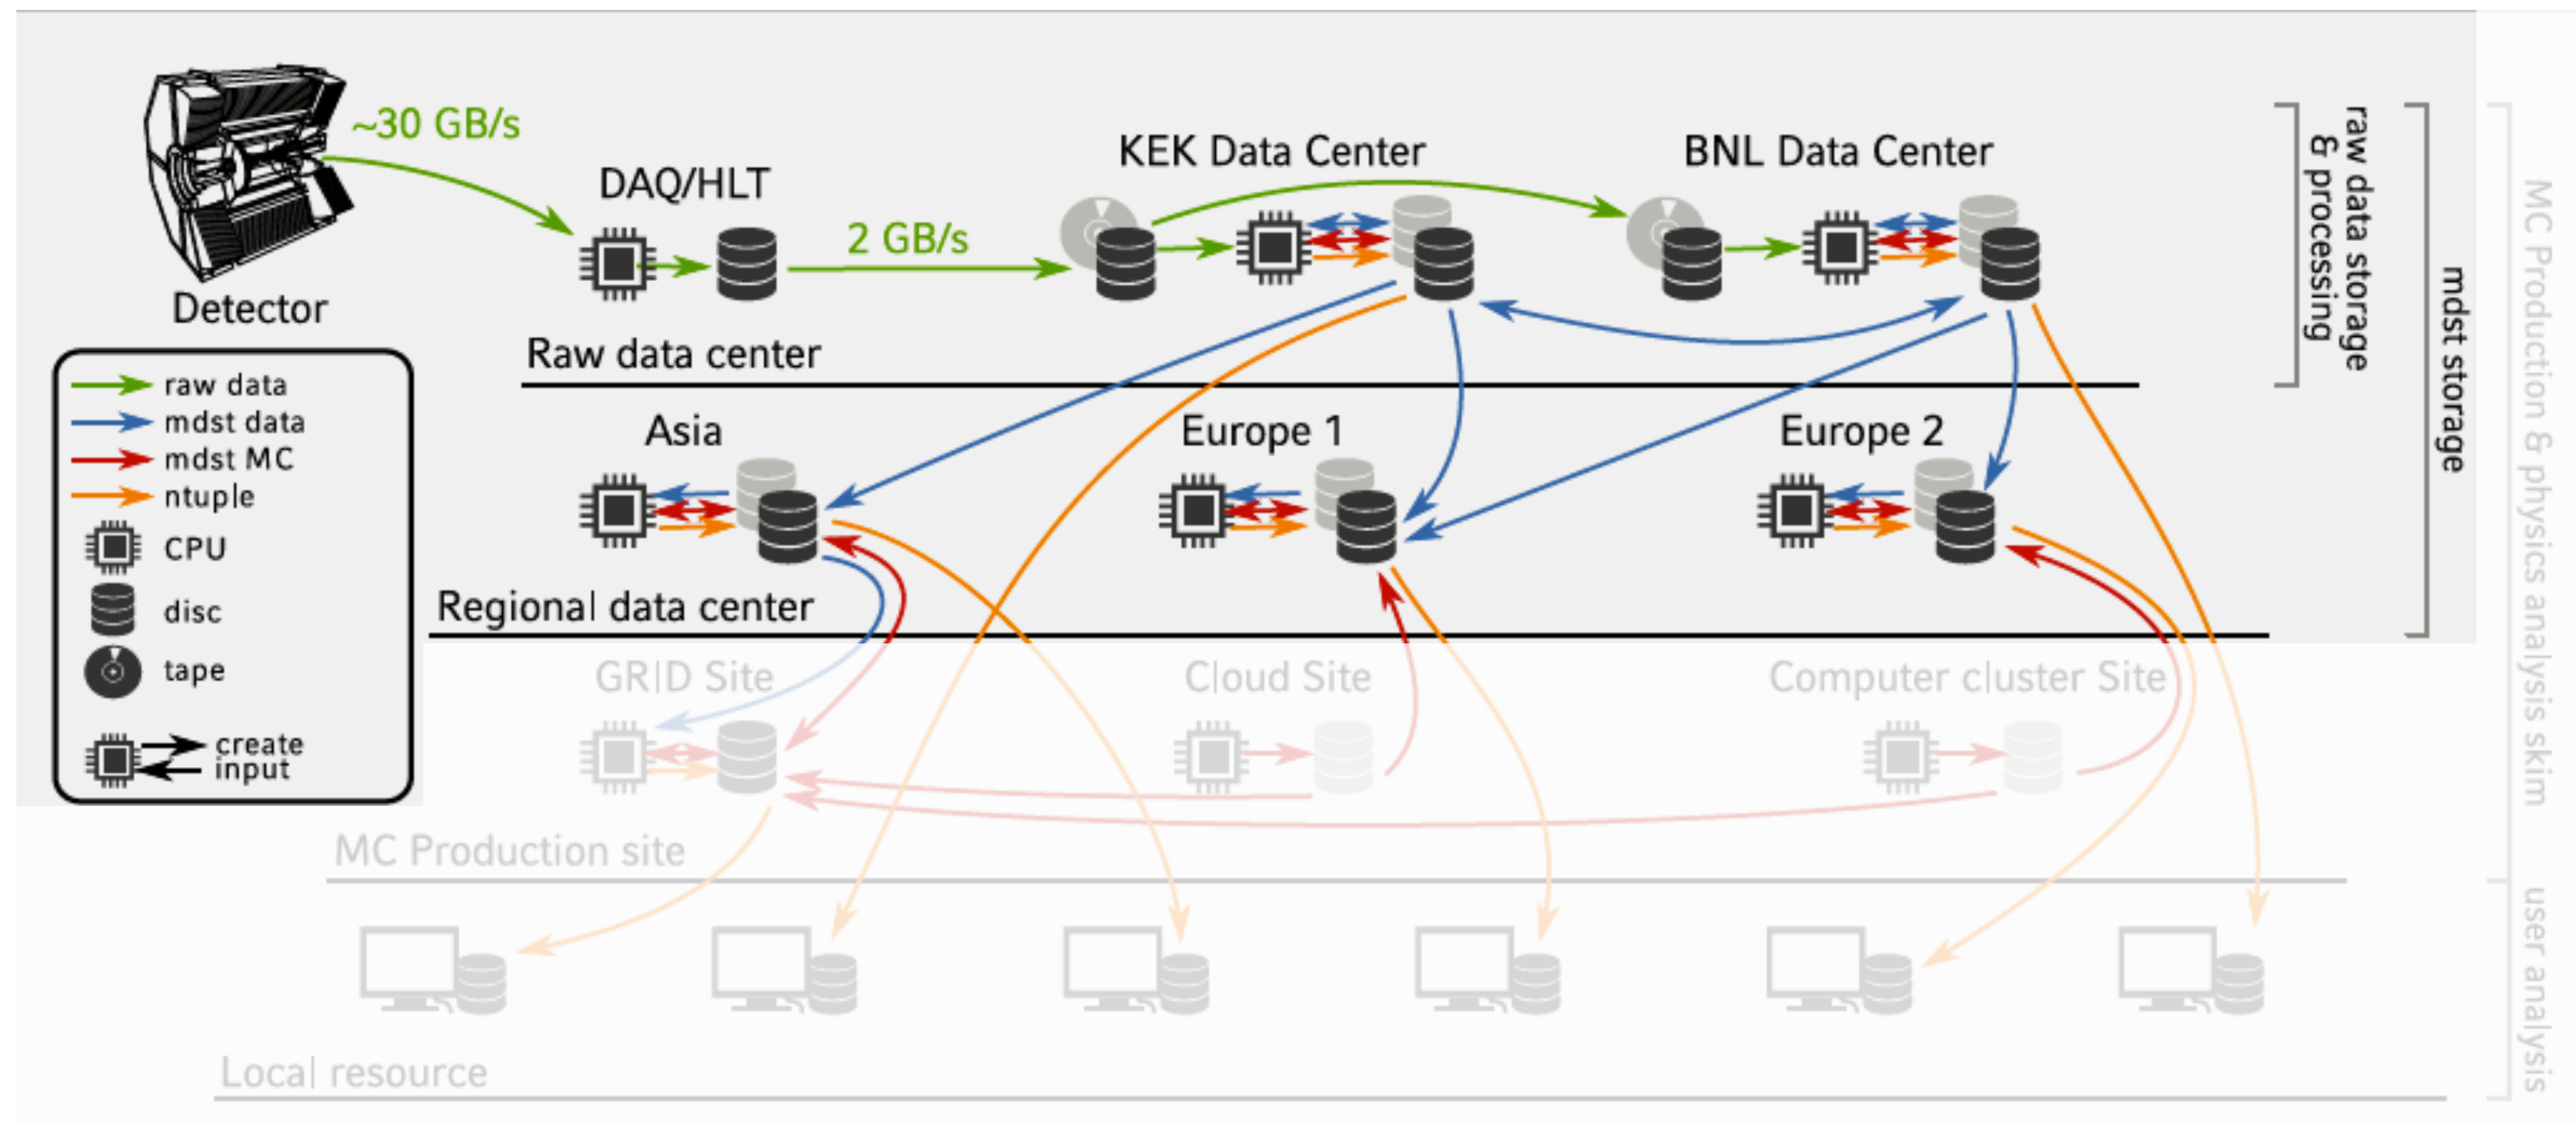 ~30 GB/s
KEK Data Center
BNL Data Center
DAQ/HLT
2 GB/s
Detector
Raw data center
raw data storage
& processing
mdst storage
MC Production & physics analysis skim
raw data
mdst data
mdst MC
ntuple
CPU
disc
tape
create
input
Asia
Europe 1
Europe 2
Regional data center
GRID Site
Cloud Site
Computer cluster Site
MC Production site
user analysis
Local resource